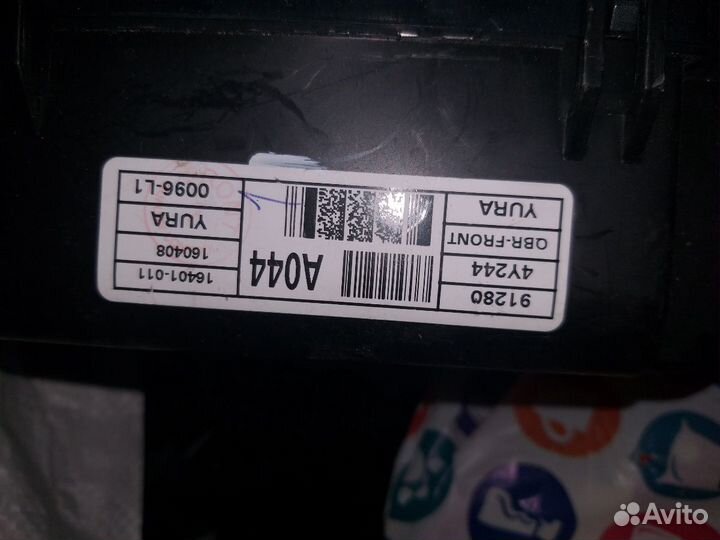 91280
4Y244
QBR-FRONT
YURA
A044
16401-011
160408
YURA
0096-L1
Avito